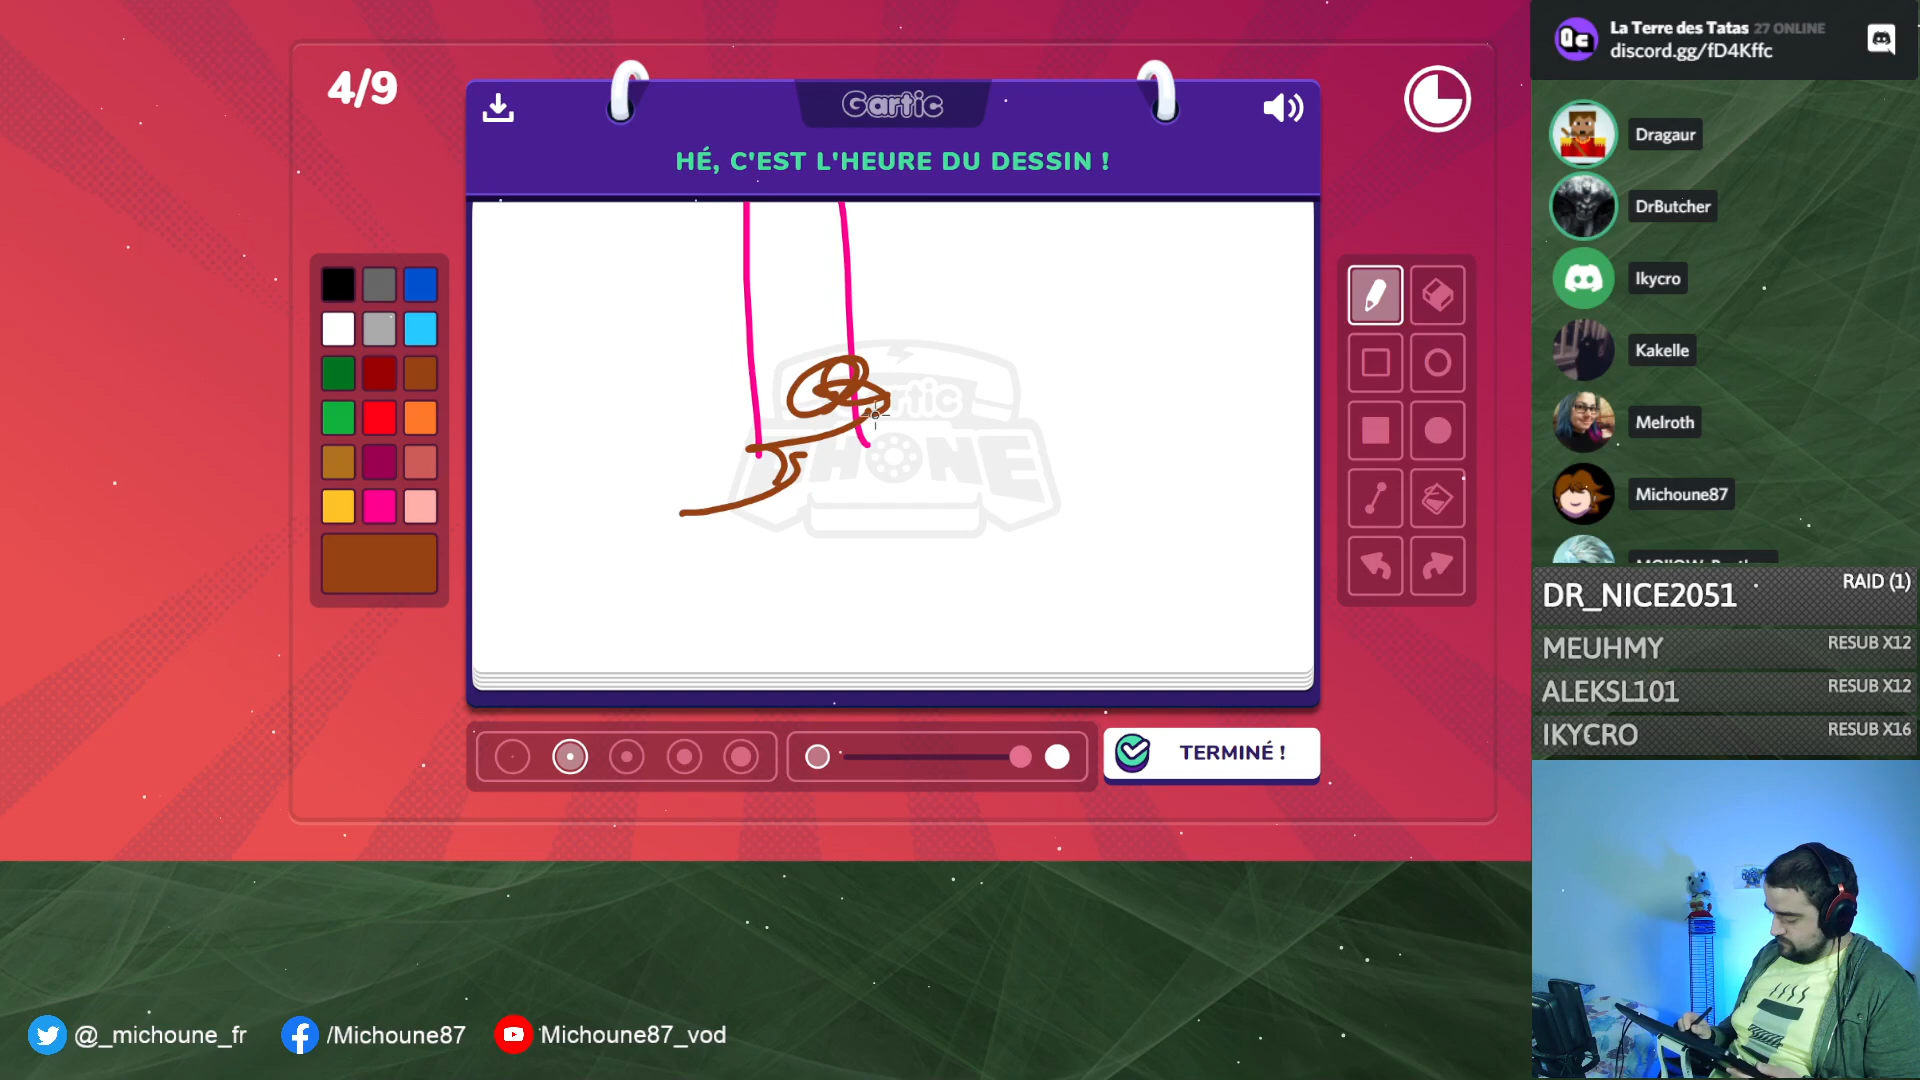 4/9
Gartic
HÉ, C'EST L'HEURE DU DESSIN !
TERMINÉ !
La Terre des Tatas 27 ONLINE
discord.gg/fD4Kffc
Dragaur
DrButcher
Ikycro
Kakelle
Melroth
Michoune87
DR_NICE2051 RAID (1)
MEUHMY RESUB X12
ALEKSL101 RESUB X12
IKYCRO RESUB X16
@_michoune_fr
/Michoune87
Michoune87_vod